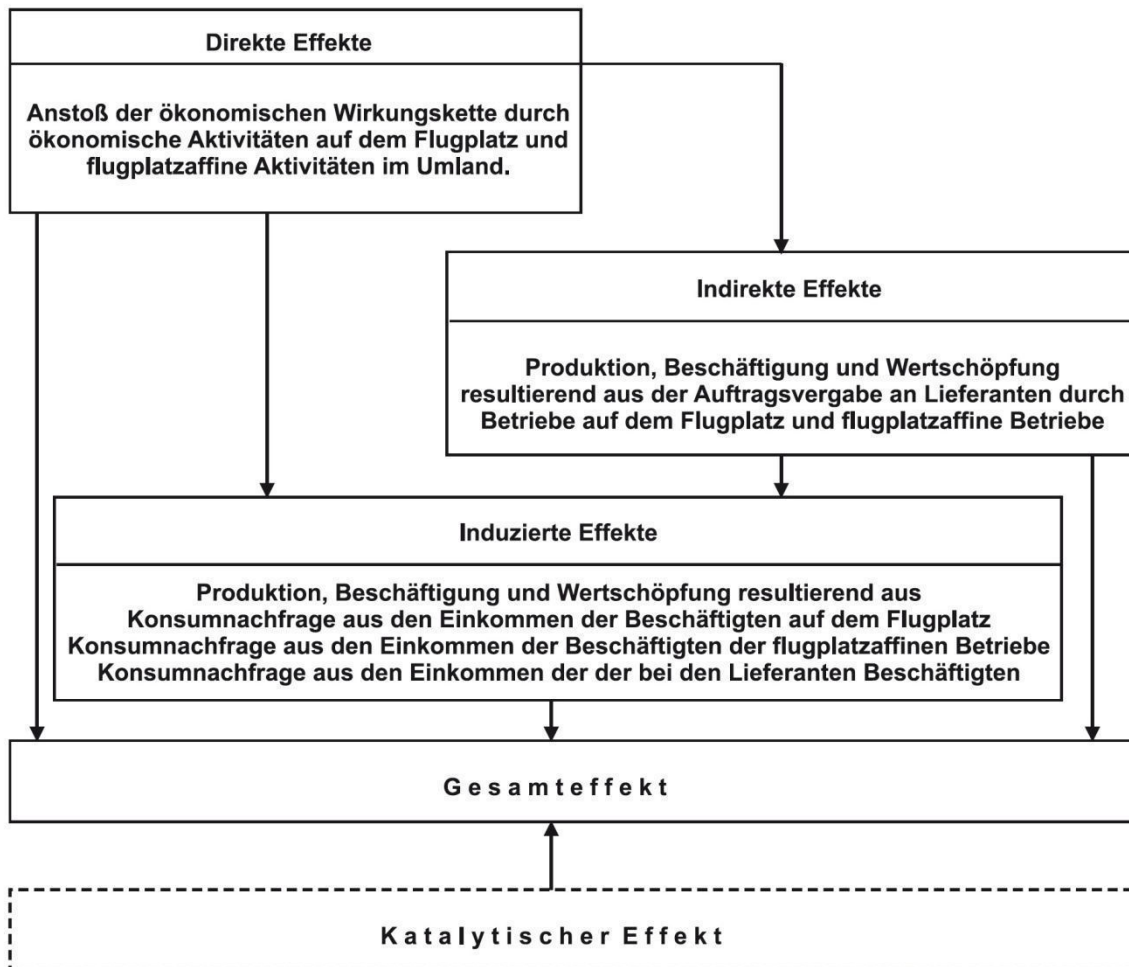 Direkte Effekte
Anstoß der ökonomischen Wirkungskette durch
ökonomische Aktivitäten auf dem Flugplatz und
flugplatzaffine Aktivitäten im Umland.
Indirekte Effekte
Produktion, Beschäftigung und Wertschöpfung
resultierend aus der Auftragsvergabe an Lieferanten durch
Betriebe auf dem Flugplatz und flugplatzaffine Betriebe
Induzierte Effekte
Produktion, Beschäftigung und Wertschöpfung resultierend aus
Konsumnachfrage aus den Einkommen der Beschäftigten auf dem Flugplatz
Konsumnachfrage aus den Einkommen der Beschäftigten der flugplatzaffinen Betriebe
Konsumnachfrage aus den Einkommen der der bei den Lieferanten Beschäftigten
Gesamteffekt
Katalytischer Effekt